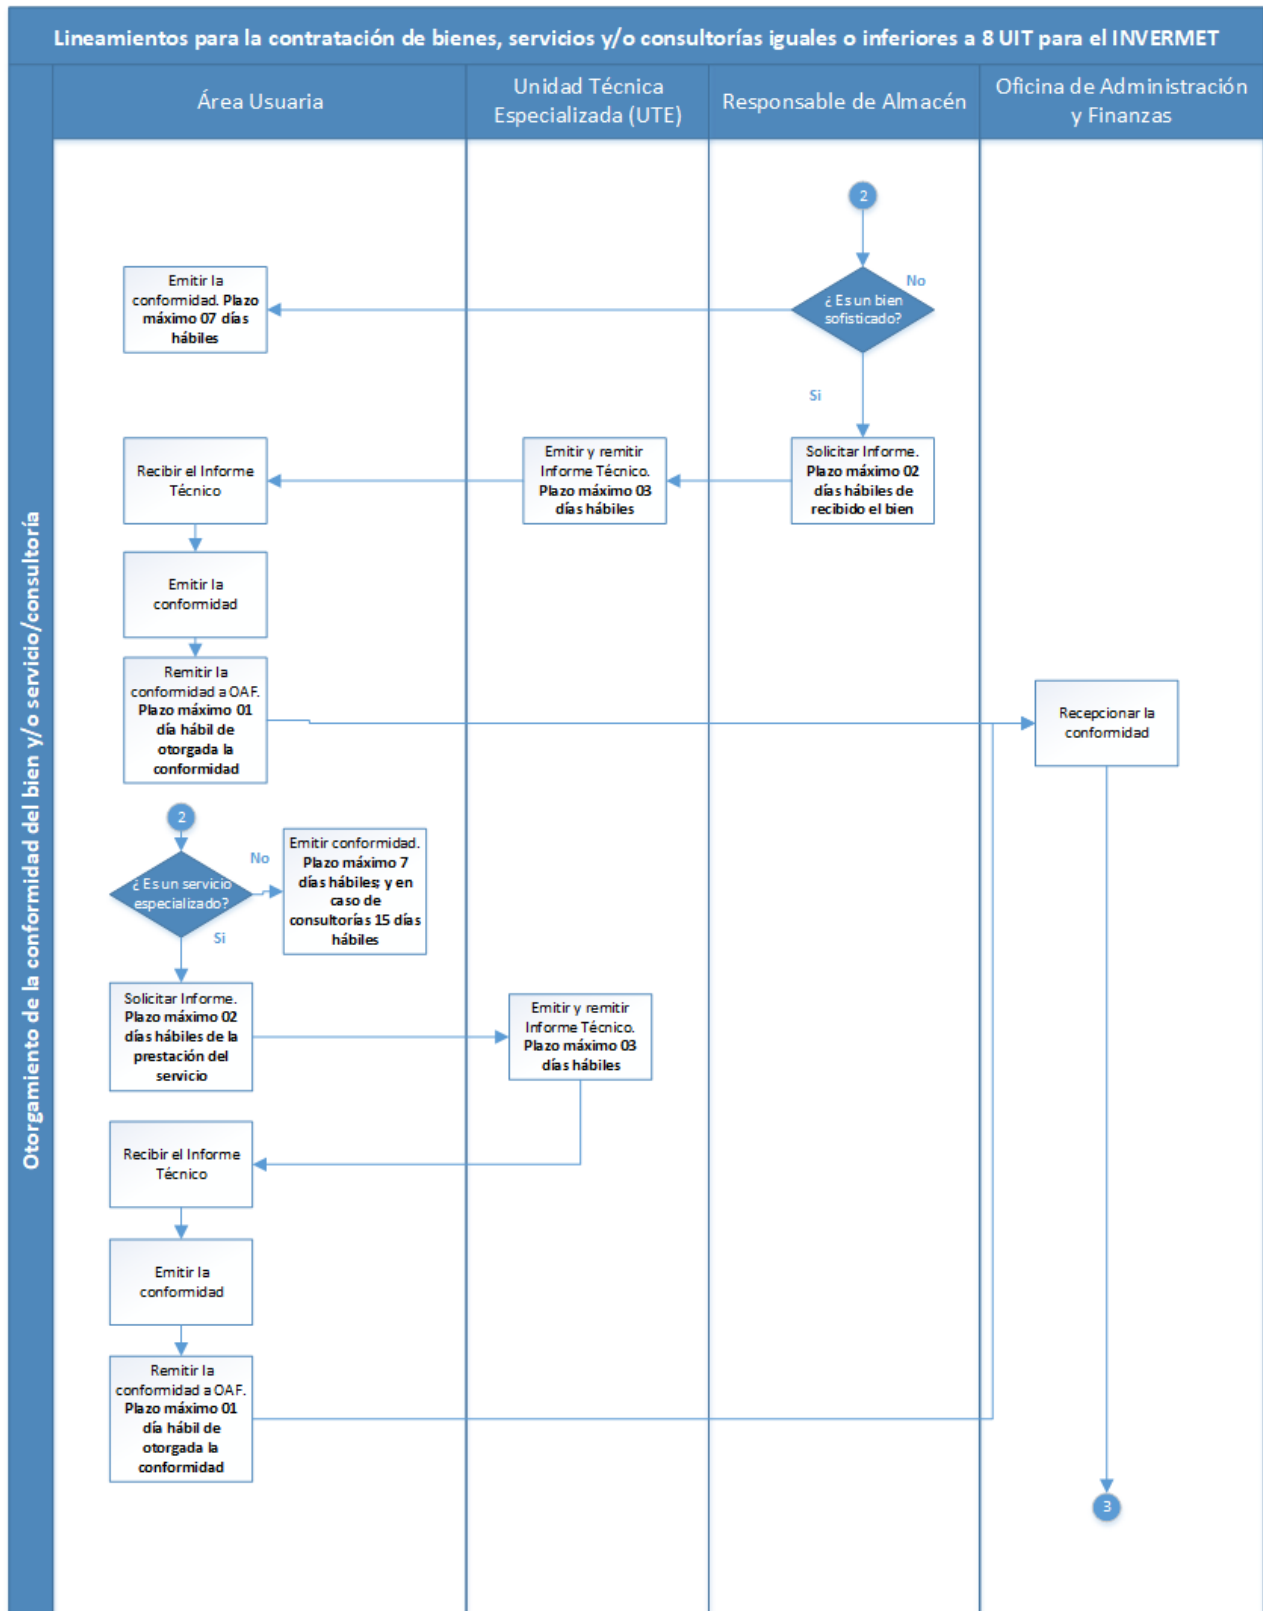 Lineamientos para la contratación de bienes, servicios y/o consultorías iguales o inferiores a 8 UIT para el INVERMET
Otorgamiento de la conformidad del bien y/o servicio/consultoría
Área Usuaria
Unidad Técnica
Especializada (UTE)
Responsable de Almacén
Oficina de Administración
y Finanzas
2
¿ Es un bien
sofisticado?
No
Emitir la
conformidad. Plazo
máximo 07 días
hábiles
Si
Solicitar Informe.
Plazo máximo 02
días hábiles de
recibido el bien
Emitir y remitir
Informe Técnico.
Plazo máximo 03
días hábiles
Recibir el Informe
Técnico
Emitir la
conformidad
Remitir la
conformidad a OAF.
Plazo máximo 01
día hábil de
otorgada la
conformidad
Recepcionar la
conformidad
2
¿ Es un servicio
especializado?
No
Emitir conformidad.
Plazo máximo 7
días hábiles; y en
caso de
consultorías 15 días
hábiles
Si
Solicitar Informe.
Plazo máximo 02
días hábiles de la
prestación del
servicio
Emitir y remitir
Informe Técnico.
Plazo máximo 03
días hábiles
Recibir el Informe
Técnico
Emitir la
conformidad
Remitir la
conformidad a OAF.
Plazo máximo 01
día hábil de
otorgada la
conformidad
3